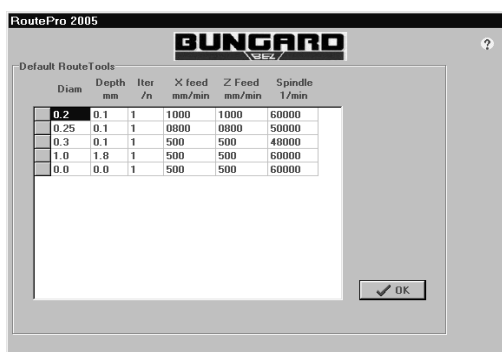 RoutePro 2005
BUNGARD
BEZ
?
Default RouteTools
Diam Depth mm Iter /n X feed mm/min Z Feed mm/min Spindle 1/min
0.2 0.1 1 1000 1000 60000
0.25 0.1 1 0800 0800 50000
0.3 0.1 1 500 500 48000
1.0 1.8 1 500 500 60000
0.0 0.0 1 500 500 60000
OK